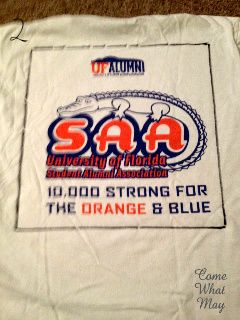 2
UF ALUMNI
SAA
University of Florida
Student Alumni Association
10,000 STRONG FOR
THE ORANGE & BLUE
Come
What
May